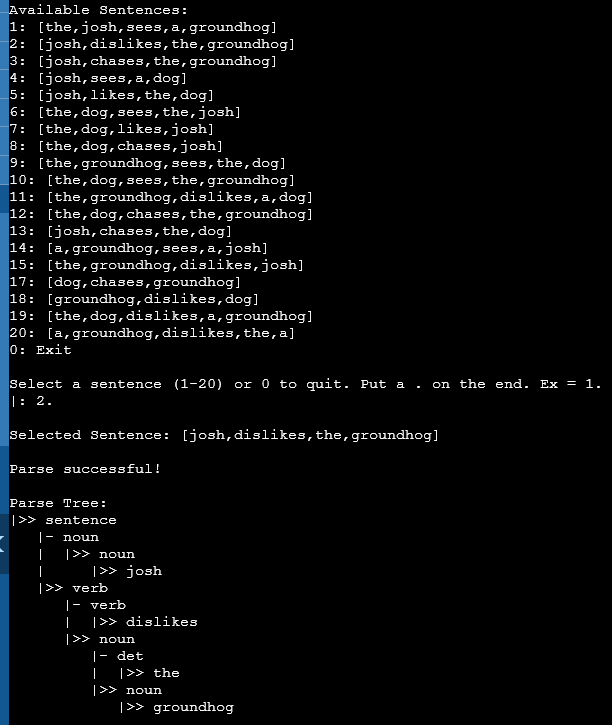 Available Sentences:
1: [the,josh,sees,a,groundhog]
2: [josh,dislikes,the,groundhog]
3: [josh,chases,the,groundhog]
4: [josh,sees,a,dog]
5: [josh,likes,the,dog]
6: [the,dog,sees,the,josh]
7: [the,dog,likes,josh]
8: [the,dog,chases,josh]
9: [the,groundhog,sees,the,dog]
10: [the,dog,sees,the,groundhog]
11: [the,groundhog,dislikes,a,dog]
12: [the,dog,chases,the,groundhog]
13: [josh,chases,the,dog]
14: [a,groundhog,sees,a,josh]
15: [the,groundhog,dislikes,josh]
17: [dog,chases,groundhog]
18: [groundhog,dislikes,dog]
19: [the,dog,dislikes,a,groundhog]
20: [a,groundhog,dislikes,the,a]
0: Exit

Select a sentence (1-20) or 0 to quit. Put a . on the end. Ex = 1.
|: 2.

Selected Sentence: [josh,dislikes,the,groundhog]

Parse successful!

Parse Tree:
|>> sentence
   |- noun
   |  |>> noun
   |     |>> josh
   |>> verb
      |- verb
      |  |>> dislikes
      |>> noun
         |- det
         |  |>> the
         |>> noun
            |>> groundhog